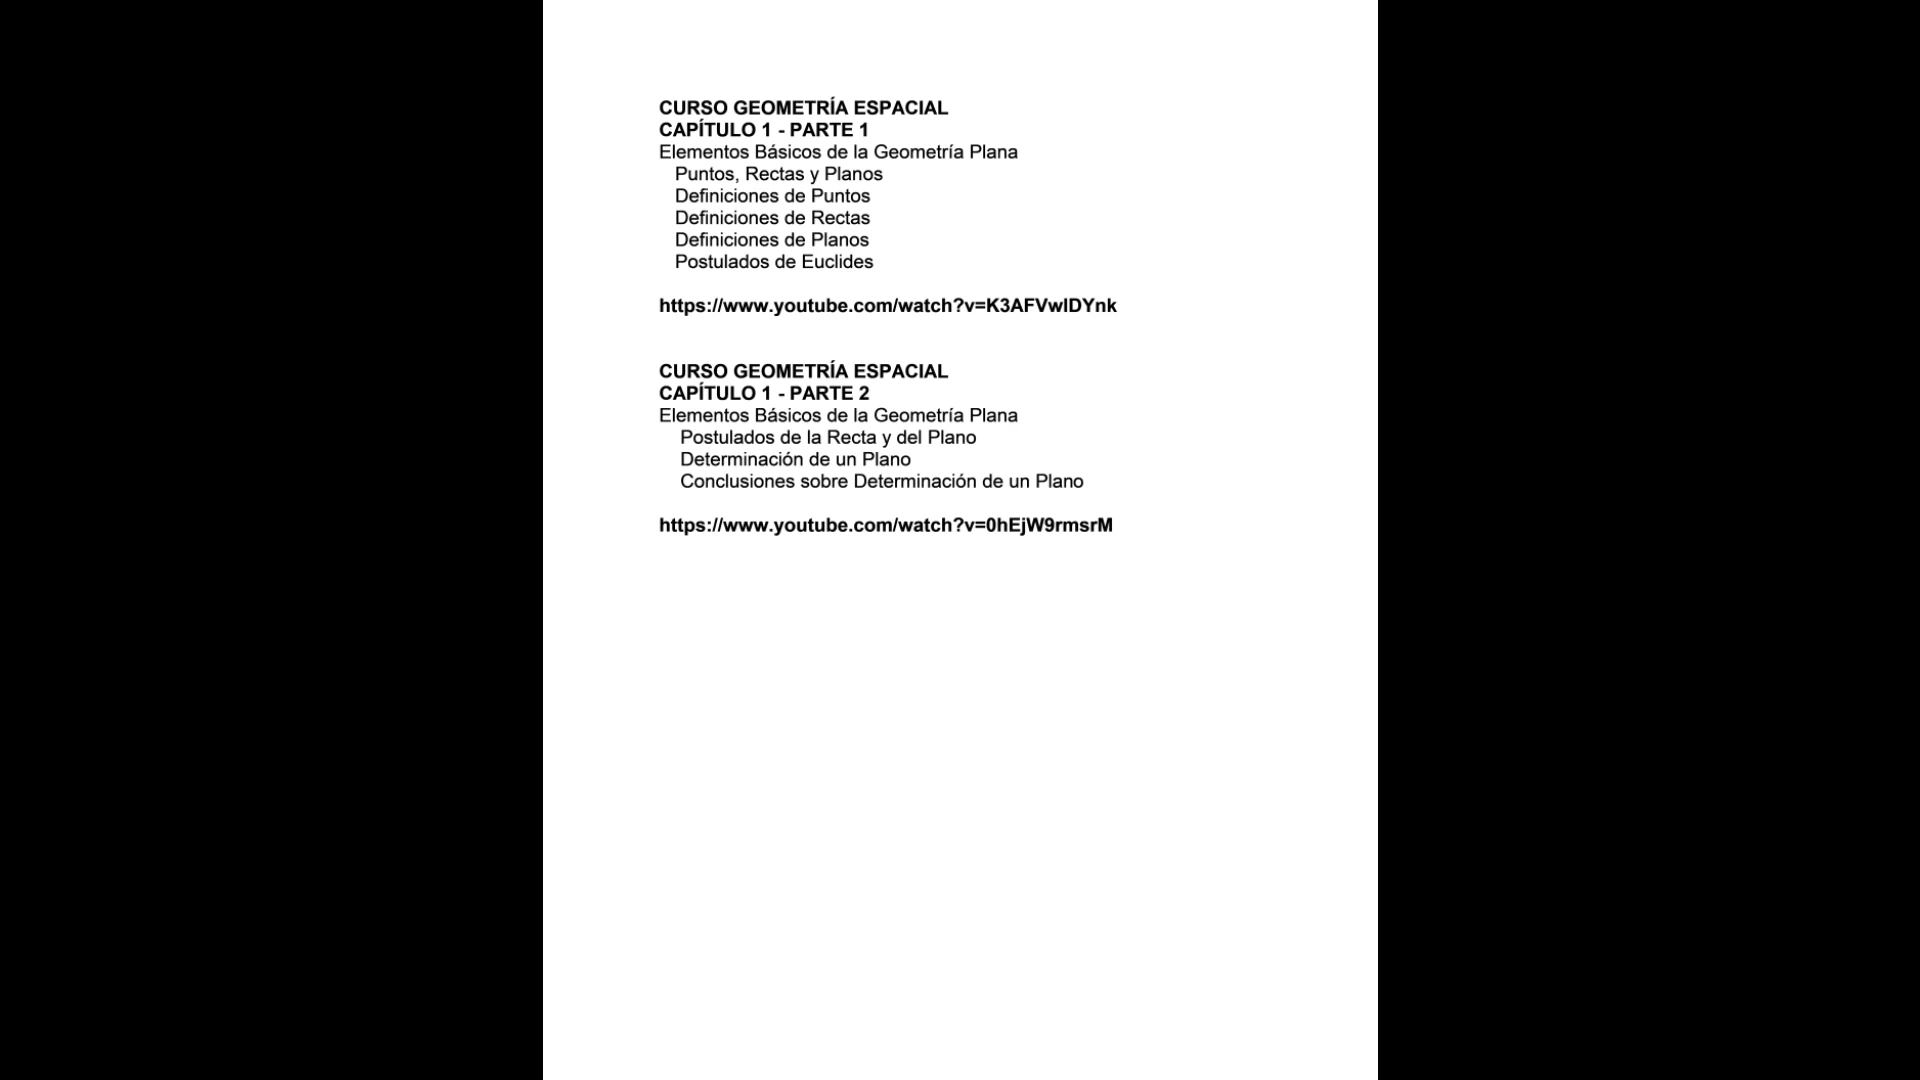 CURSO GEOMETRÍA ESPACIAL
CAPÍTULO 1 - PARTE 1
Elementos Básicos de la Geometría Plana
Puntos, Rectas y Planos
Definiciones de Puntos
Definiciones de Rectas
Definiciones de Planos
Postulados de Euclides
https://www.youtube.com/watch?v=K3AFVwIDYnk
CURSO GEOMETRÍA ESPACIAL
CAPÍTULO 1 - PARTE 2
Elementos Básicos de la Geometría Plana
Postulados de la Recta y del Plano
Determinación de un Plano
Conclusiones sobre Determinación de un Plano
https://www.youtube.com/watch?v=0hEjW9rmsrM